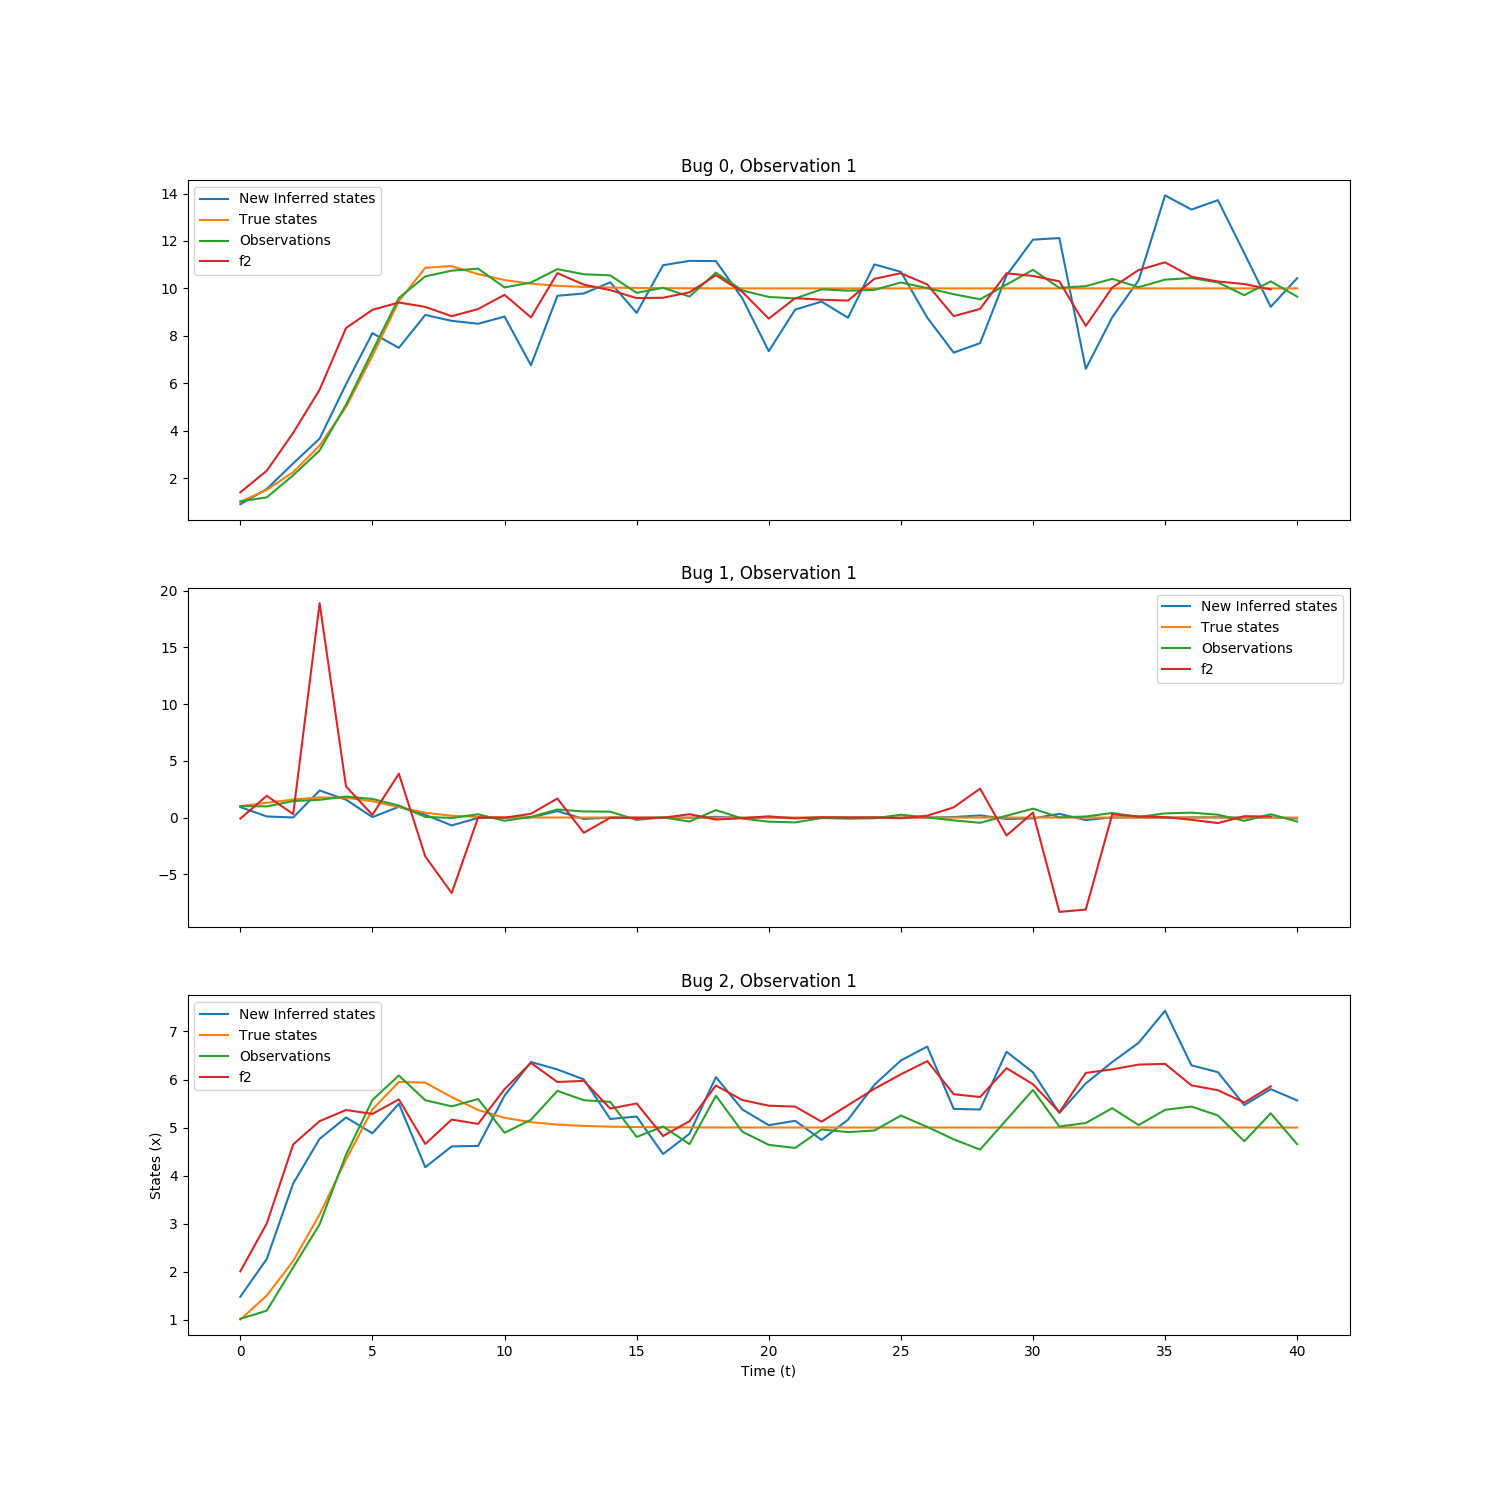 Bug 0, Observation 1
New Inferred states
True states
Observations
f2
14
12
10
8
6
4
2
Bug 1, Observation 1
New Inferred states
True states
Observations
f2
20
15
10
5
0
−5
Bug 2, Observation 1
New Inferred states
True states
Observations
f2
7
6
5
4
3
2
1
States (x)
0 5 10 15 20 25 30 35 40
Time (t)